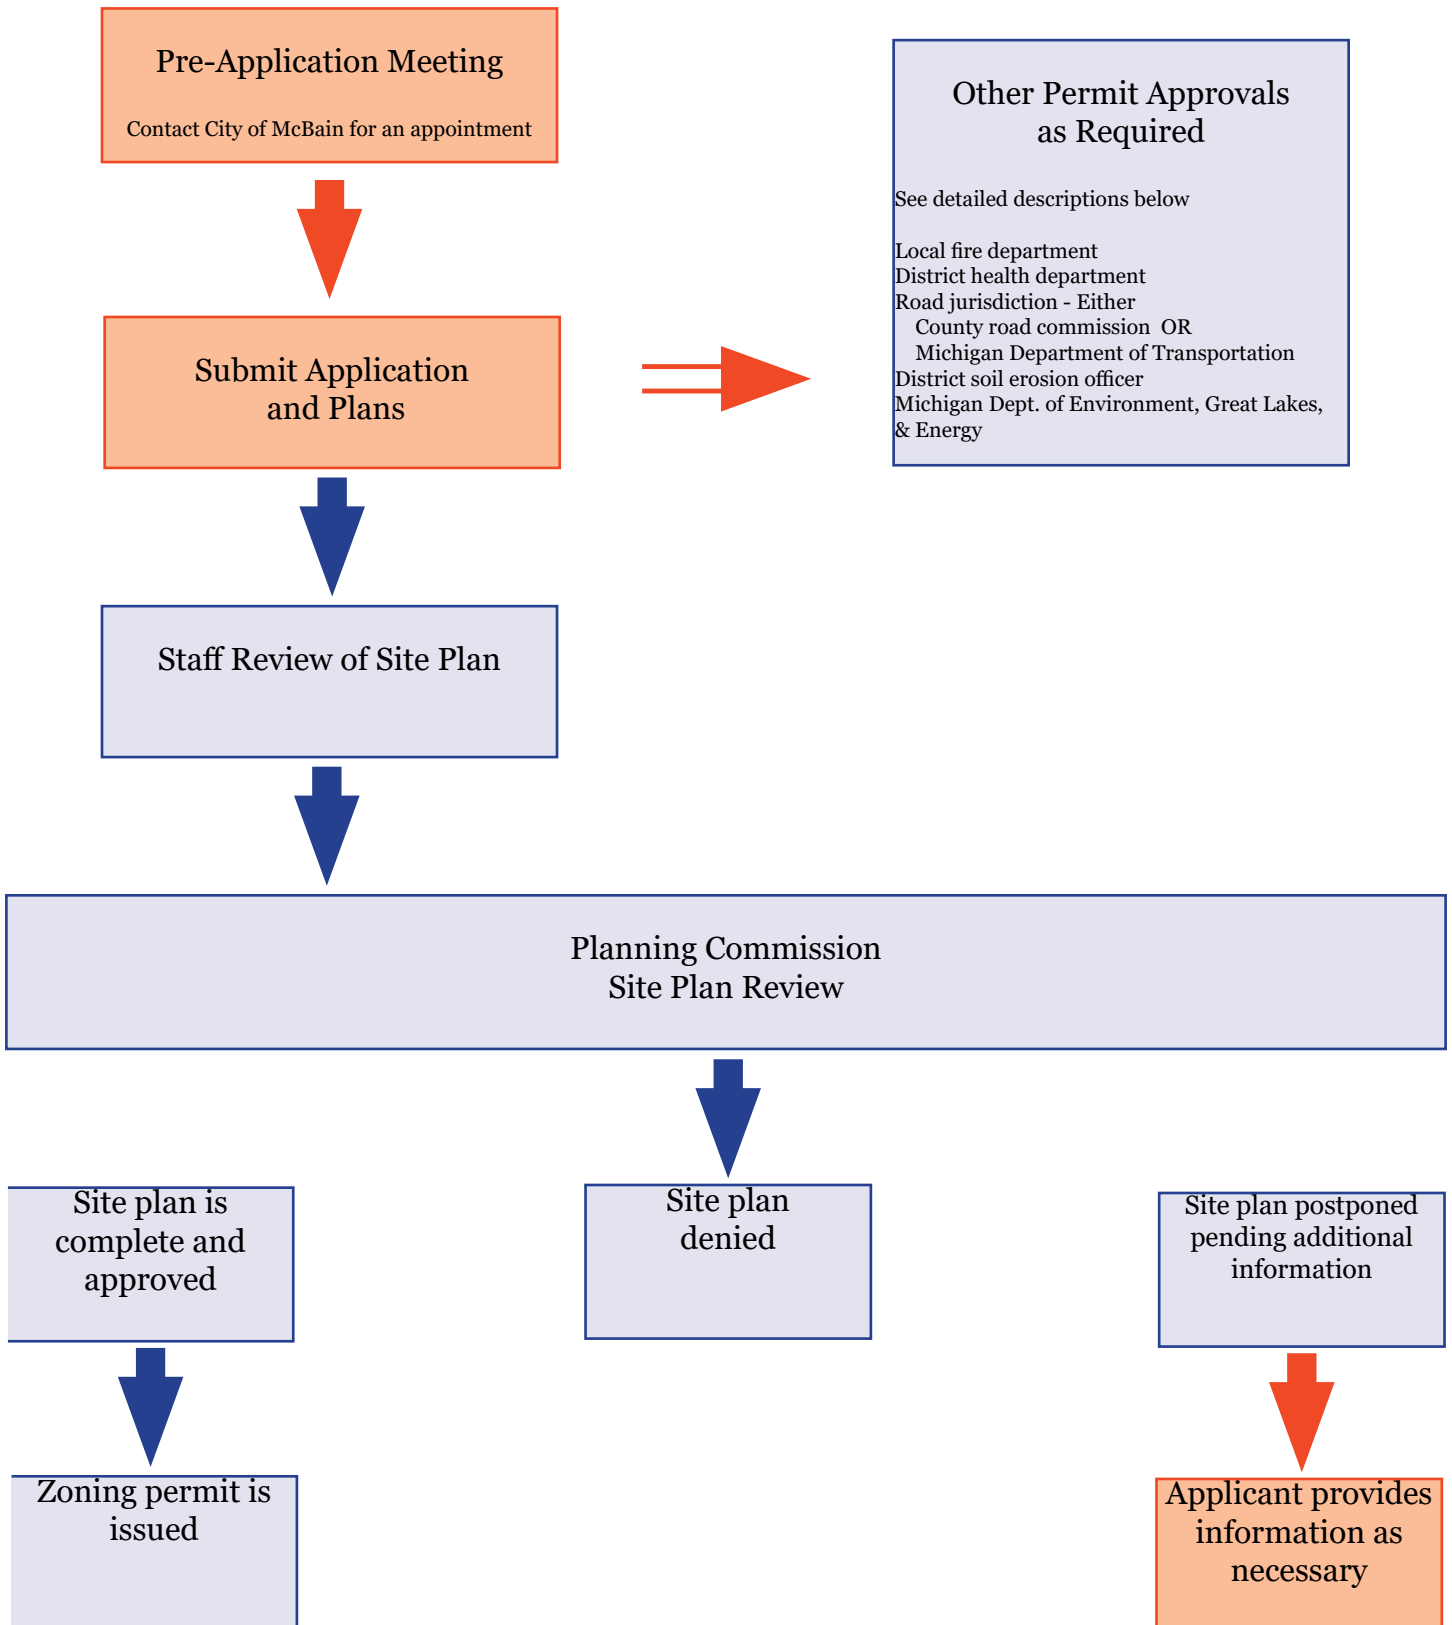 Pre-Application Meeting
Contact City of McBain for an appointment
Other Permit Approvals
as Required
See detailed descriptions below
Local fire department
District health department
Road jurisdiction - Either
County road commission  OR
Michigan Department of Transportation
District soil erosion officer
Michigan Dept. of Environment, Great Lakes,
& Energy
Submit Application
and Plans
Staff Review of Site Plan
Planning Commission
Site Plan Review
Site plan is
complete and
approved
Site plan
denied
Site plan postponed
pending additional
information
Zoning permit is
issued
Applicant provides
information as
necessary